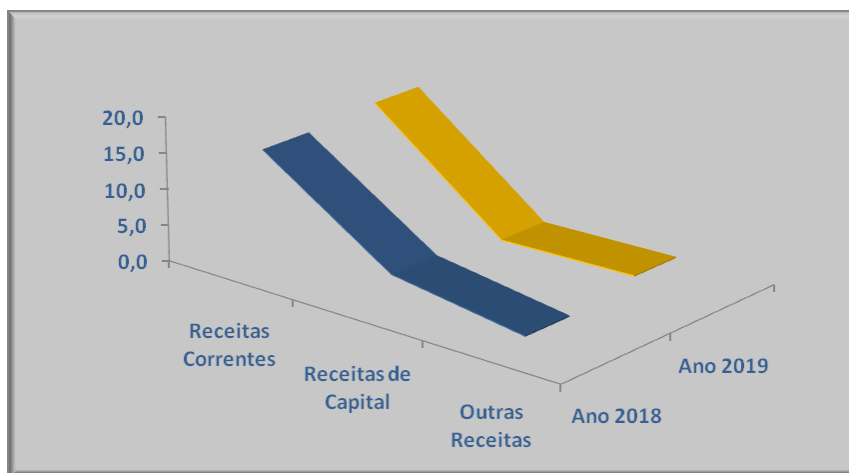 20,0
15,0
10,0
5,0
0,0
Receitas
Correntes
Receitas de
Capital
Outras
Receitas
Ano 2018
Ano 2019